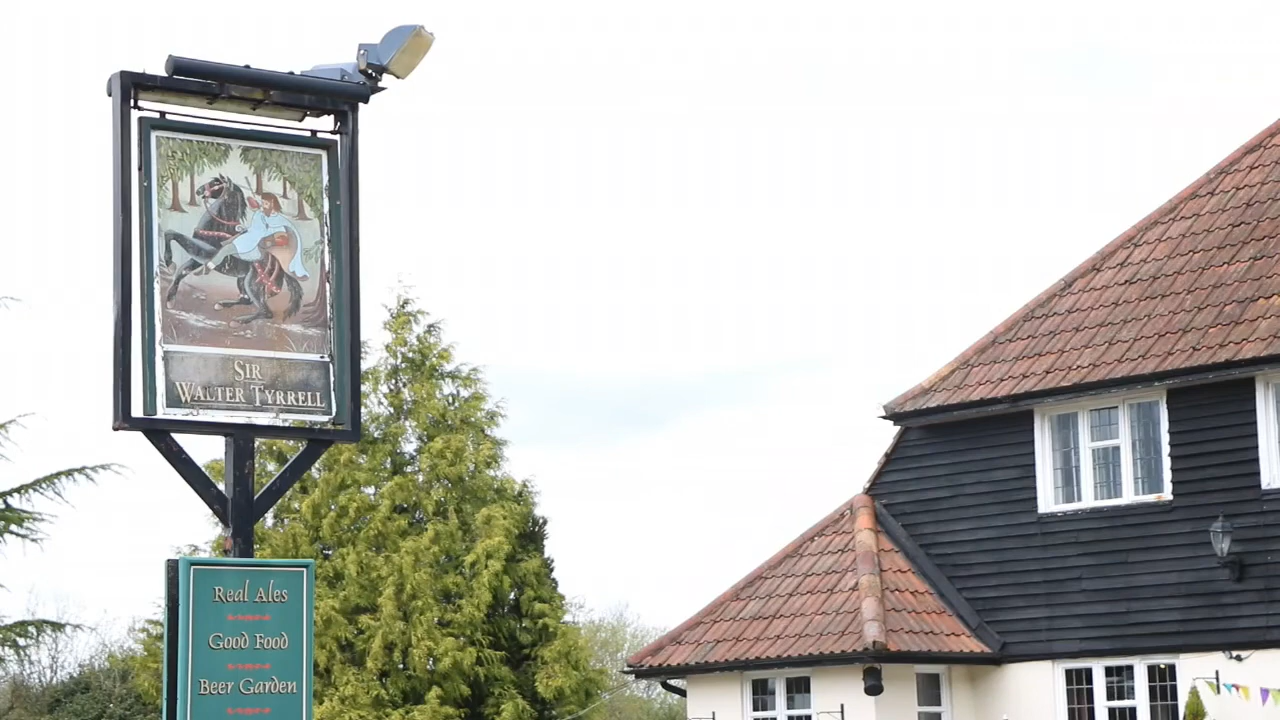 SIR
WALTER TYRRELL
Real Ales
Good Food
Beer Garden